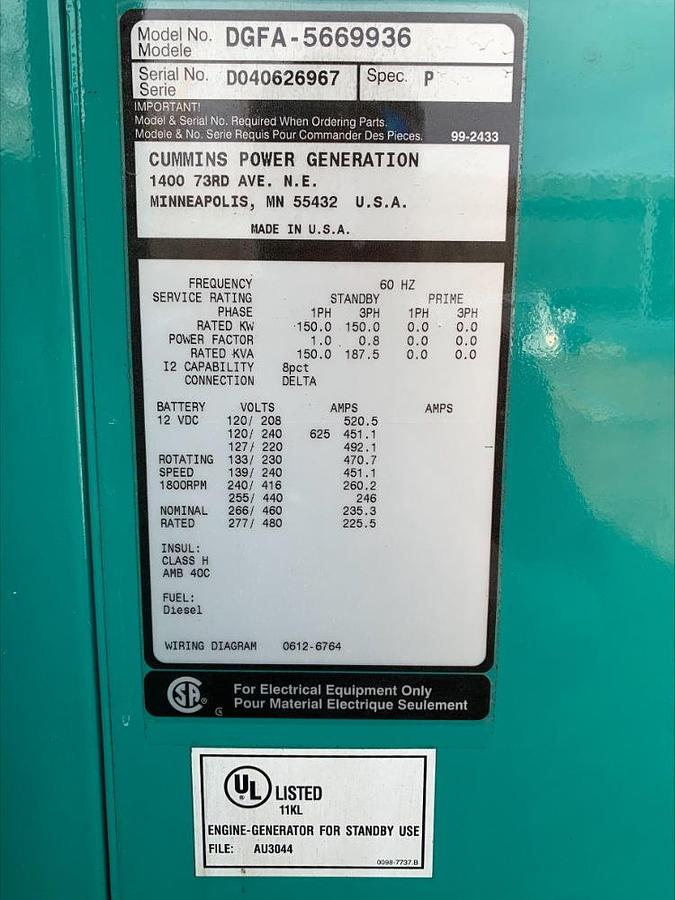 Model No. DGFA-5669936
Modele
Serial No. D040626967 Spec. P
Serie
IMPORTANT!
Model & Serial No. Required When Ordering Parts.
Modele & No. Serie Requis Pour Commander Des Pieces. 99-2433
CUMMINS POWER GENERATION
1400 73RD AVE. N.E.
MINNEAPOLIS, MN 55432 U.S.A.
MADE IN U.S.A.
FREQUENCY 60 HZ
SERVICE RATING STANDBY PRIME
PHASE 1PH 3PH 1PH 3PH
RATED KW 150.0 150.0 0.0 0.0
POWER FACTOR 1.0 0.8 0.0 0.0
RATED KVA 150.0 187.5 0.0 0.0
I2 CAPABILITY 8pct
CONNECTION DELTA
BATTERY VOLTS AMPS AMPS
12 VDC 120/ 208 520.5
120/ 240 625 451.1
127/ 220 492.1
ROTATING 133/ 230 470.7
SPEED 139/ 240 451.1
1800RPM 240/ 416 260.2
255/ 440 246
NOMINAL 266/ 460 235.3
RATED 277/ 480 225.5
INSUL:
CLASS H
AMB 40C
FUEL:
Diesel
WIRING DIAGRAM 0612-6764
CSA ®
For Electrical Equipment Only
Pour Material Electrique Seulement
UL ® LISTED
11KL
ENGINE-GENERATOR FOR STANDBY USE
FILE: AU3044
0098-7737.B